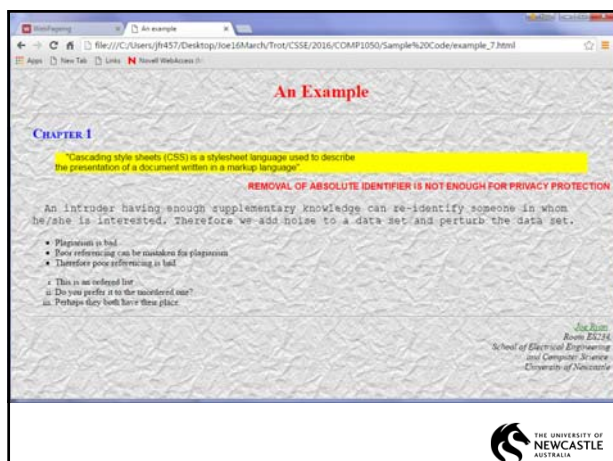 WebPageng
An example
file:///C:/Users/jfr457/Desktop/Joe16March/Trot/CSSE/2016/COMP1050/Sample%20Code/example_7.html
Apps New Tab Links Novell WebAccess
An Example
CHAPTER 1
"Cascading style sheets (CSS) is a stylesheet language used to describe
the presentation of a document written in a markup language".
REMOVAL OF ABSOLUTE IDENTIFIER IS NOT ENOUGH FOR PRIVACY PROTECTION
An intruder having enough supplementary knowledge can re-identify someone in whom
he/she is interested. Therefore we add noise to a data set and perturb the data set.
• Plagiarism is bad
• Poor referencing can be mistaken for plagiarism
• Therefore poor referencing is bad
i. This is an ordered list
ii. Do you prefer it to the unordered one?
iii. Perhaps they both have their place.
Joe Ryan
Room ES234
School of Electrical Engineering
and Computer Science
University of Newcastle
THE UNIVERSITY OF
NEWCASTLE
AUSTRALIA